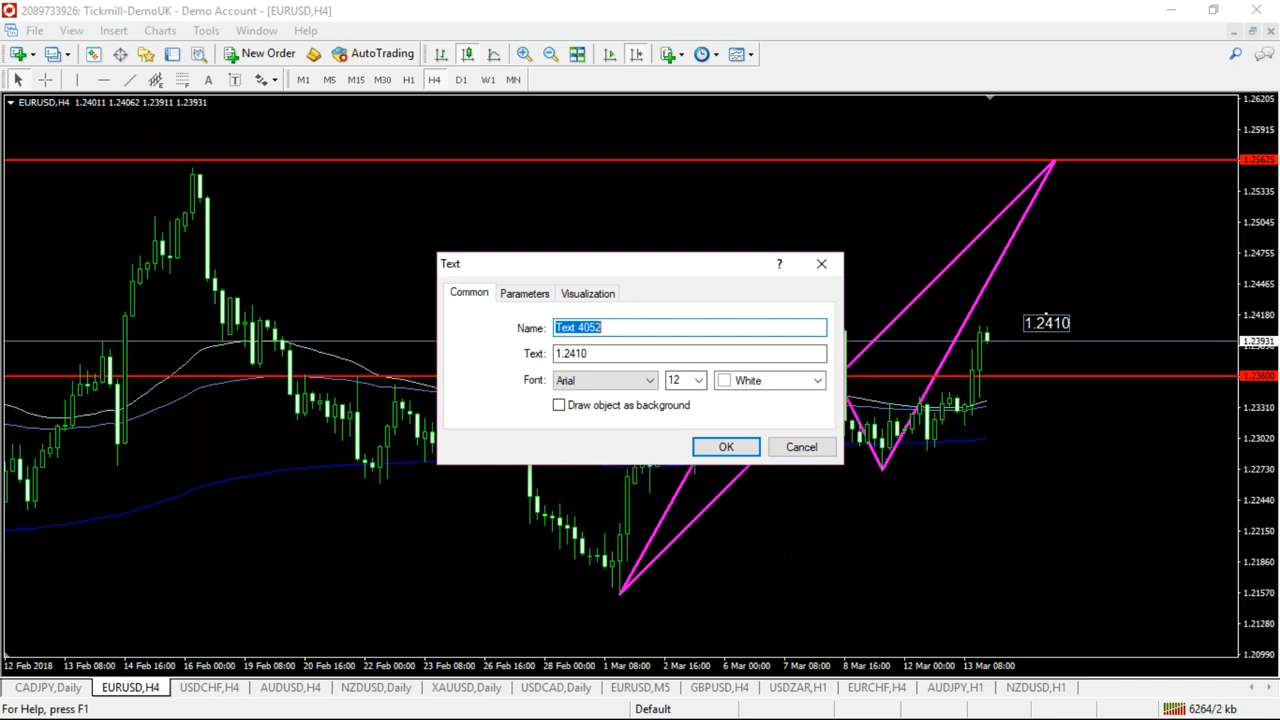 2089733926: Tickmill-DemoUK - Demo Account - [EURUSD,H4]
File View Insert Charts Tools Window Help
New Order AutoTrading
A T M1 M5 M15 M30 H1 H4 D1 W1 MN
EURUSD,H4 1.24011 1.24062 1.23911 1.23931
1.26205
1.25915
1.25625
1.25335
1.25045
1.24755
1.24465
1.24180
1.23931
1.23600
1.23310
1.23020
1.22730
1.22440
1.22150
1.21860
1.21570
1.21280
1.20990
1.2410
Text ?
Common Parameters Visualization
Name: Text 4052
Text: 1.2410
Font: Arial 12 White
Draw object as background
OK Cancel
12 Feb 2018 13 Feb 08:00 14 Feb 16:00 16 Feb 00:00 19 Feb 08:00 20 Feb 16:00 22 Feb 00:00 23 Feb 08:00 26 Feb 16:00 28 Feb 00:00 1 Mar 08:00 2 Mar 16:00 6 Mar 00:00 7 Mar 08:00 8 Mar 16:00 12 Mar 00:00 13 Mar 08:00
CADJPY,Daily EURUSD,H4 USDCHF,H4 AUDUSD,H4 NZDUSD,Daily XAUUSD,Daily USDCAD,Daily EURUSD,M5 GBPUSD,H4 USDZAR,H1 EURCHF,H4 AUDJPY,H1 NZDUSD,H1
For Help, press F1 Default 6264/2 kb